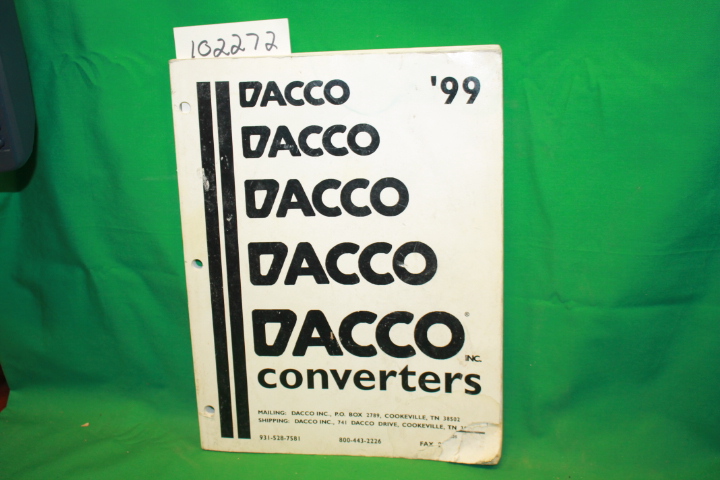 102272
DACCO '99
DACCO
DACCO
DACCO
DACCO®
INC.
converters
MAILING: DACCO INC., P.O. BOX 2789, COOKEVILLE, TN 38502
SHIPPING: DACCO INC., 741 DACCO DRIVE, COOKEVILLE, TN
931-528-7581 800-443-2226 FAX